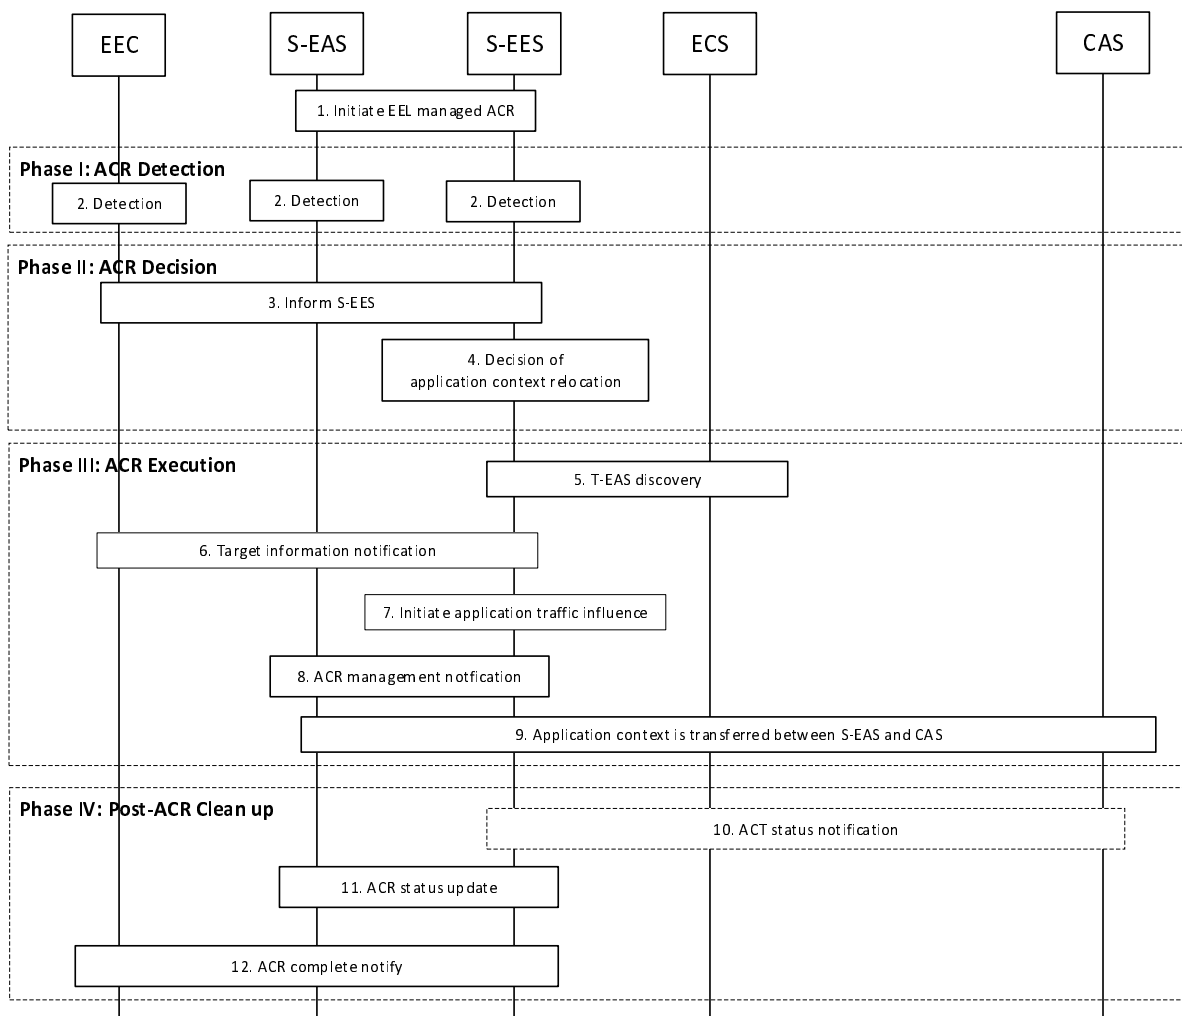 EEC
S-EAS
S-EES
ECS
CAS
1. Initiate EEL managed ACR
Phase I: ACR Detection
2. Detection
2. Detection
2. Detection
Phase II: ACR Decision
3. Inform S-EES
4. Decision of
application context relocation
Phase III: ACR Execution
5. T-EAS discovery
6. Target information notification
7. Initiate application traffic influence
8. ACR management notfication
9. Application context is transferred between S-EAS and CAS
Phase IV: Post-ACR Clean up
10. ACT status notification
11. ACR status update
12. ACR complete notify